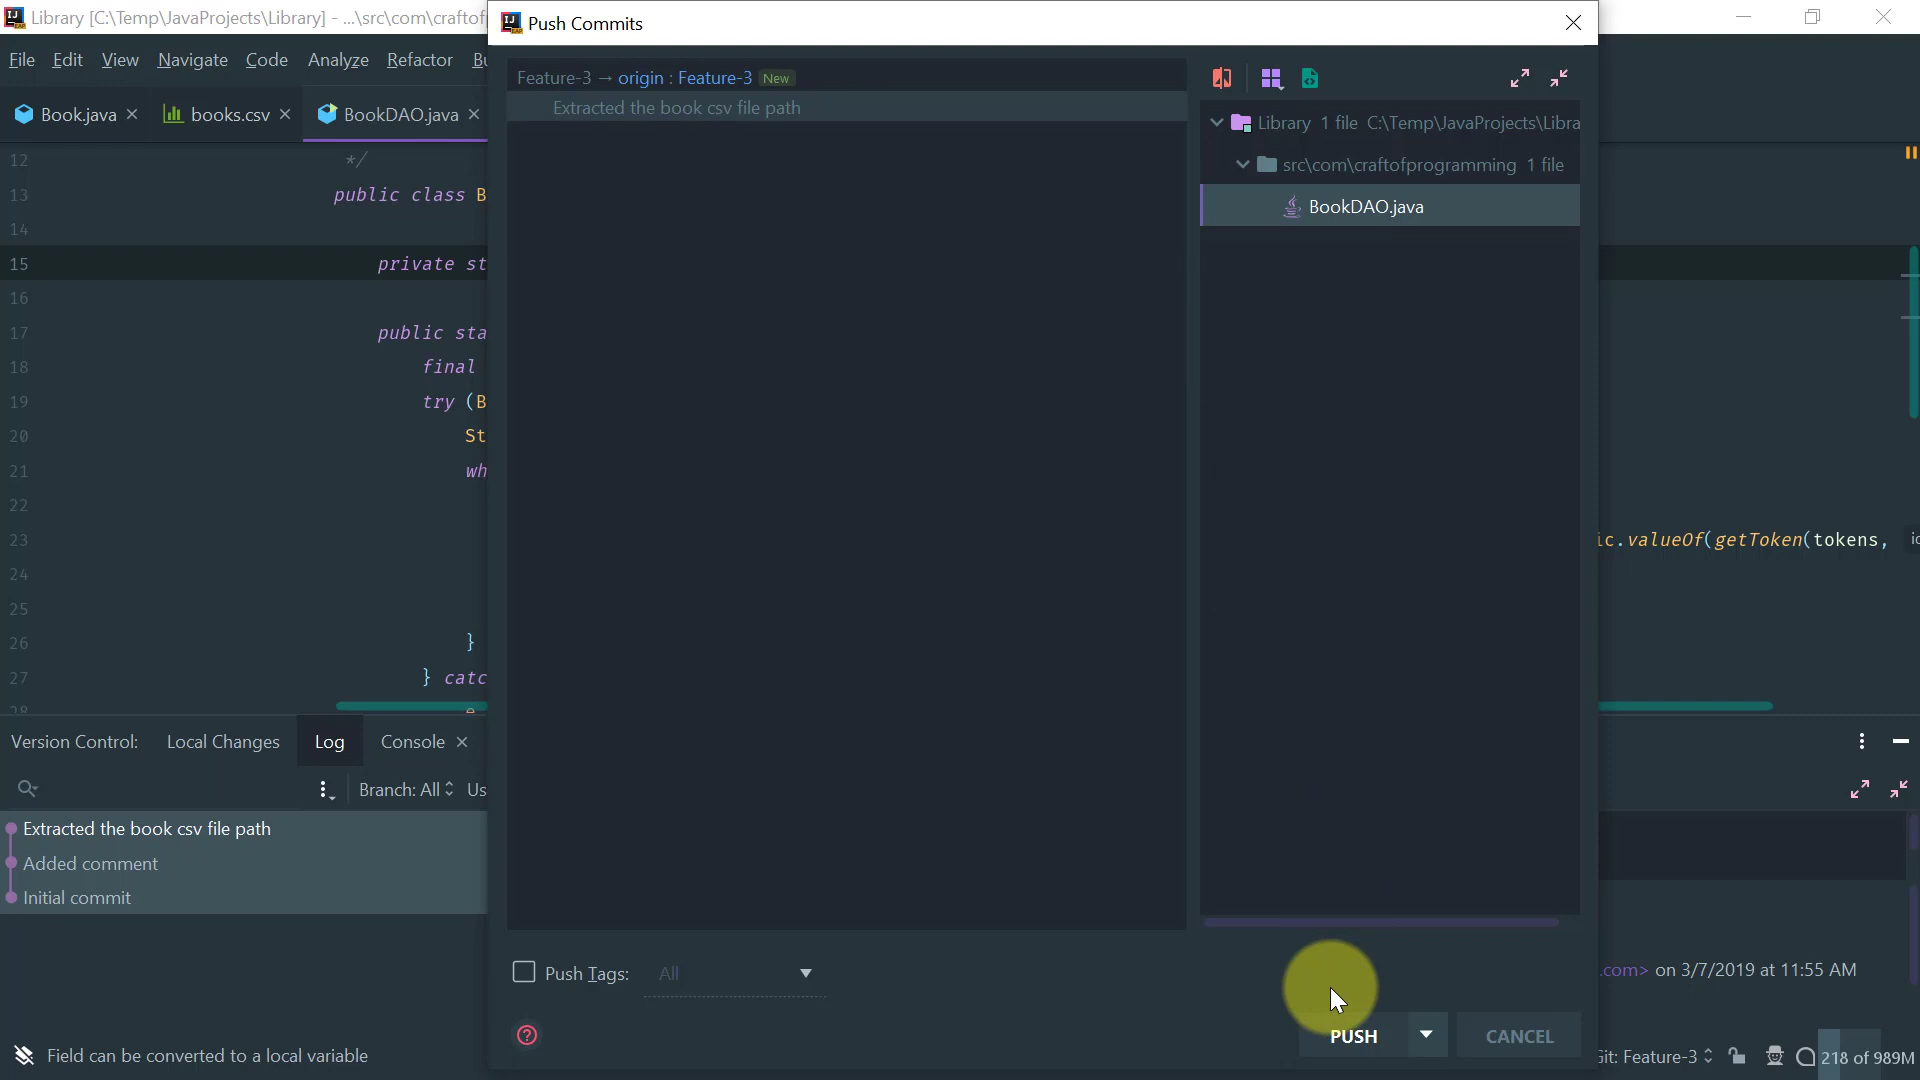 Library [C:\Temp\JavaProjects\Library] - ...\src\com\craftof
Push Commits
File Edit View Navigate Code Analyze Refactor
Book.java
books.csv
BookDAO.java
12 */
13 public class B
14
15 private st
16
17 public sta
18 final
19 try (B
20 St
21 wh
22
23
24
25
26 }
27 } catc
28
Feature-3 → origin : Feature-3 New
Extracted the book csv file path
Library 1 file C:\Temp\JavaProjects\Libra
src\com\craftofprogramming 1 file
BookDAO.java
ic.valueOf(getToken(tokens,
Version Control: Local Changes Log Console
Branch: All Us
Extracted the book csv file path
Added comment
Initial commit
.com> on 3/7/2019 at 11:55 AM
Push Tags: All
PUSH
CANCEL
Field can be converted to a local variable
Git: Feature-3
218 of 989M